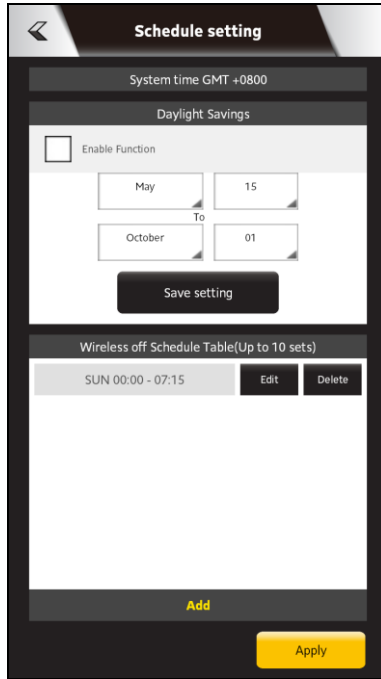 Schedule setting
System time GMT +0800
Daylight Savings
Enable Function
May 15
To
October 01
Save setting
Wireless off Schedule Table(Up to 10 sets)
SUN 00:00 - 07:15 Edit Delete
Add
Apply